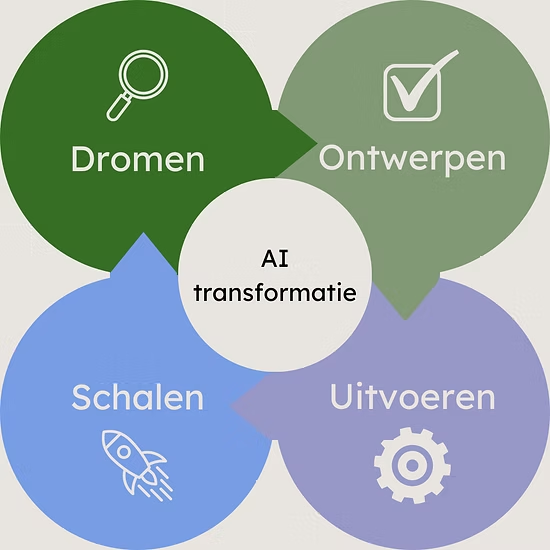 Dromen
Ontwerpen
AI
transformatie
Schalen
Uitvoeren